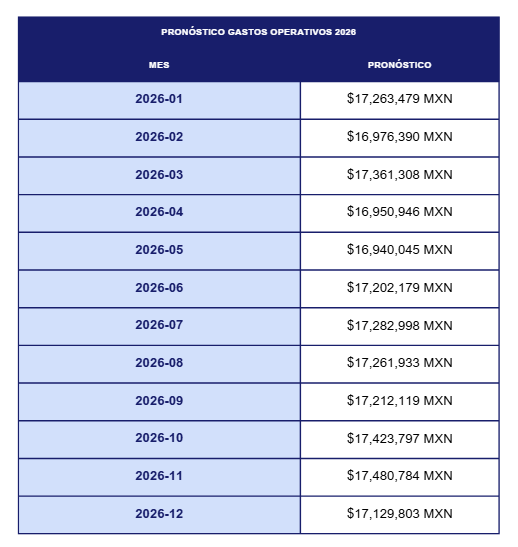 PRONÓSTICO GASTOS OPERATIVOS 2026
MES PRONÓSTICO
2026-01 $17,263,479 MXN
2026-02 $16,976,390 MXN
2026-03 $17,361,308 MXN
2026-04 $16,950,946 MXN
2026-05 $16,940,045 MXN
2026-06 $17,202,179 MXN
2026-07 $17,282,998 MXN
2026-08 $17,261,933 MXN
2026-09 $17,212,119 MXN
2026-10 $17,423,797 MXN
2026-11 $17,480,784 MXN
2026-12 $17,129,803 MXN